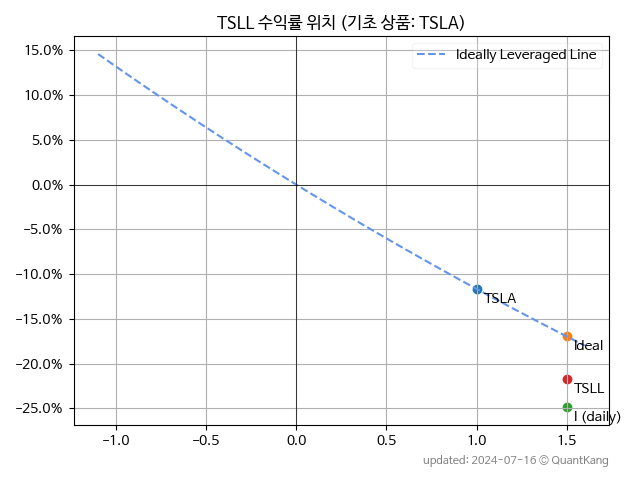 TSLL 수익률 위치 (기초 상품: TSLA)
Ideally Leveraged Line
15.0%
10.0%
5.0%
0.0%
−5.0%
−10.0%
−15.0%
−20.0%
−25.0%
TSLA
Ideal
TSLL
I (daily)
−1.0 −0.5 0.0 0.5 1.0 1.5
updated: 2024-07-16 © QuantKang